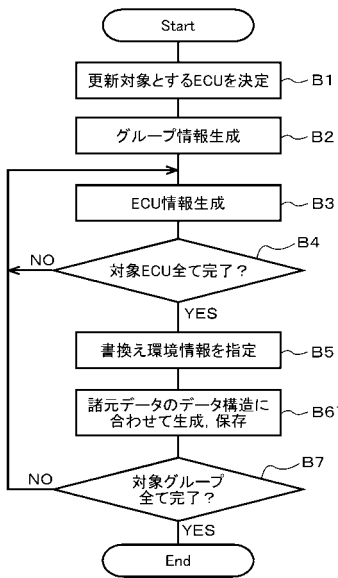 Start
更新対象とするECUを決定
B1
グループ情報生成
B2
ECU情報生成
B3
B4
NO
対象ECU全て完了？
YES
書換え環境情報を指定
B5
諸元データのデータ構造に
合わせて生成，保存
B6
B7
NO
対象グループ
全て完了？
YES
End